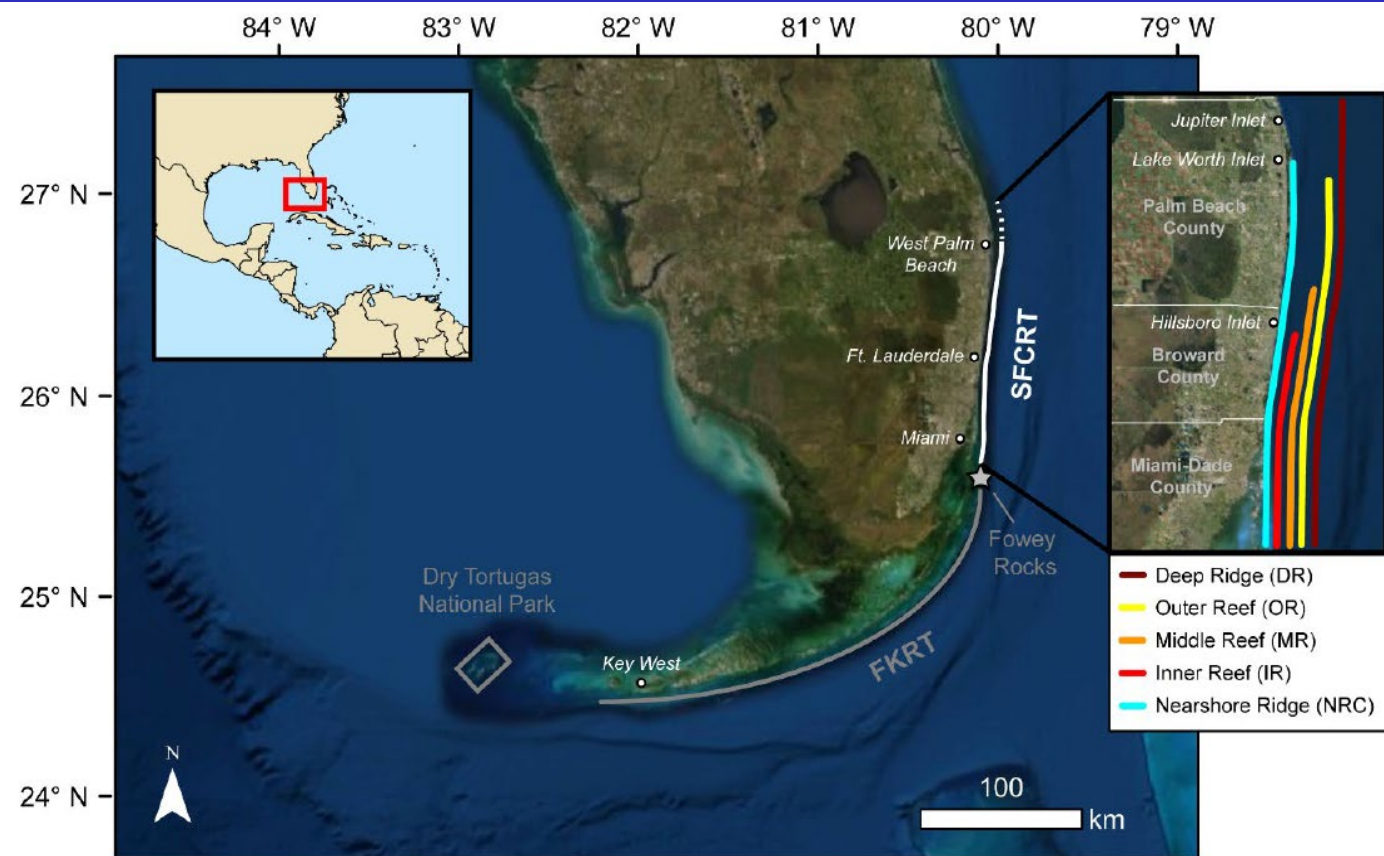 84° W
83° W
82° W
81° W
80° W
79° W
27° N
26° N
25° N
24° N
West Palm
Beach
Ft. Lauderdale
Miami
SFCRT
Fowey
Rocks
FKRT
Key West
Dry Tortugas
National Park
N
100
km
Jupiter Inlet
Lake Worth Inlet
Palm Beach
County
Hillsboro Inlet
Broward
County
Miami-Dade
County
Deep Ridge (DR)
Outer Reef (OR)
Middle Reef (MR)
Inner Reef (IR)
Nearshore Ridge (NRC)